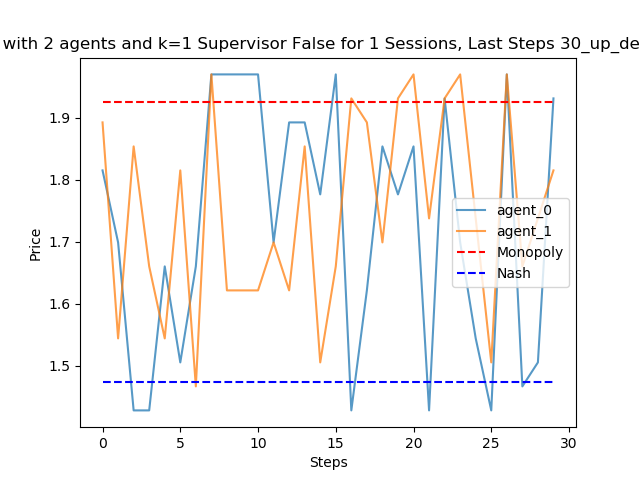 with 2 agents and k=1 Supervisor False for 1 Sessions, Last Steps 30_up_de
1.9
1.8
1.7
1.6
1.5
Price
0 5 10 15 20 25 30
Steps
agent_0
agent_1
Monopoly
Nash